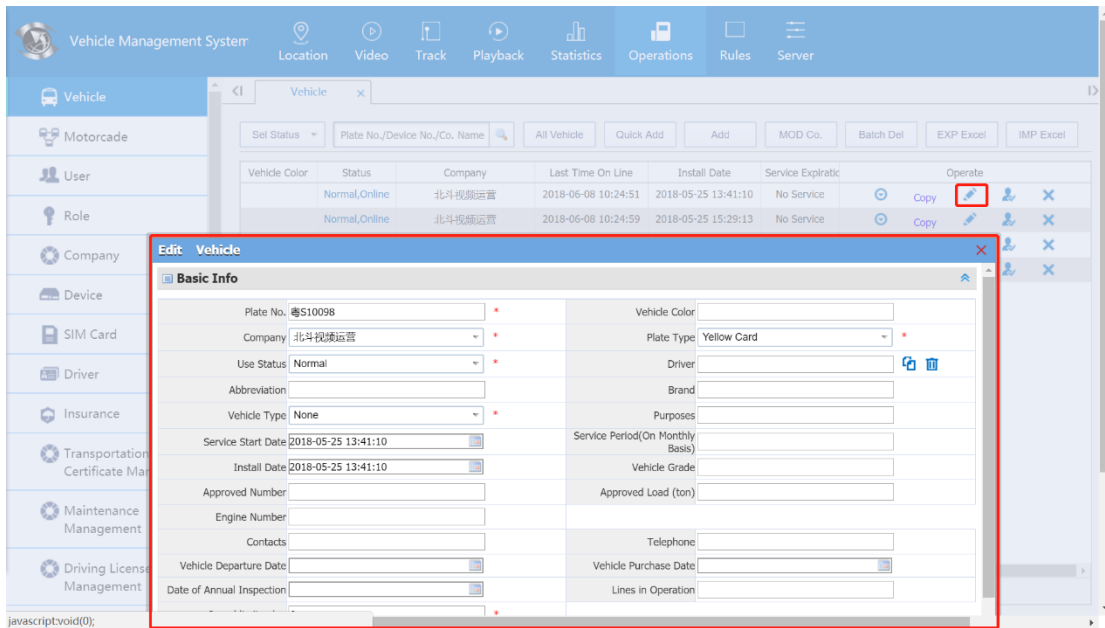 Vehicle Management System
Location Video Track Playback Statistics Operations Rules Server
Vehicle
Motorcade
User
Role
Company
Device
SIM Card
Driver
Insurance
Transportation
Certificate Mar
Maintenance
Management
Driving License
Management
Vehicle ×
Sel Status Plate No./Device No./Co. Name All Vehicle Quick Add Add MOD Co. Batch Del EXP Excel IMP Excel
Vehicle Color Status Company Last Time On Line Install Date Service Expiratic Operate
Normal,Online 北斗视频运营 2018-06-08 10:24:51 2018-05-25 13:41:10 No Service Copy
Normal,Online 北斗视频运营 2018-06-08 10:24:59 2018-05-25 15:29:13 No Service Copy
Edit Vehicle
Basic Info
Plate No. 粤S10098 * Vehicle Color
Company 北斗视频运营 * Plate Type Yellow Card *
Use Status Normal * Driver
Abbreviation Brand
Vehicle Type None * Purposes
Service Start Date 2018-05-25 13:41:10 Service Period(On Monthly
Basis)
Install Date 2018-05-25 13:41:10 Vehicle Grade
Approved Number Approved Load (ton)
Engine Number
Contacts Telephone
Vehicle Departure Date Vehicle Purchase Date
Date of Annual Inspection Lines in Operation
javascript:void(0);